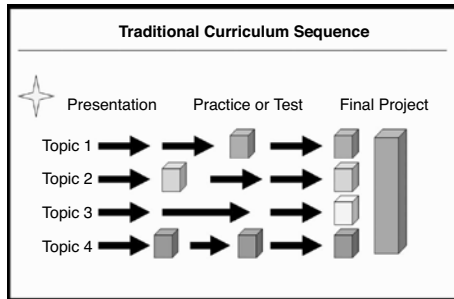 Traditional Curriculum Sequence
Presentation Practice or Test Final Project
Topic 1
Topic 2
Topic 3
Topic 4